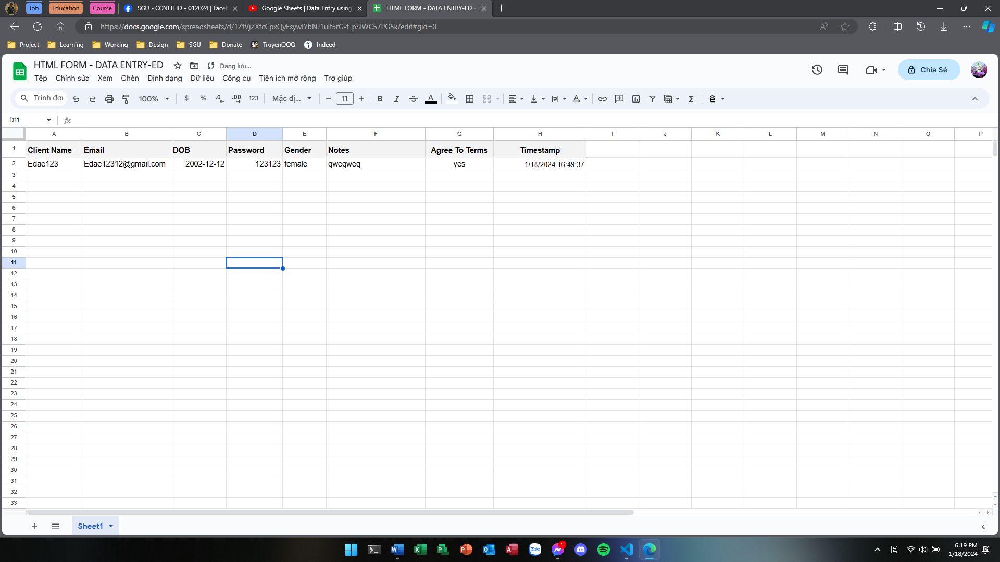 Job Education Course SGU - CCNLTHĐ - 012024 | Faceb Google Sheets | Data Entry using HTML FORM - DATA ENTRY-ED -
https://docs.google.com/spreadsheets/d/1ZfVjZXfcCpxQyEsywIYbNJ1ulf5rG-t_pSlWC57PG5k/edit#gid=0
Project Learning Working Design SGU Donate TruyenQQQ Indeed
HTML FORM - DATA ENTRY-ED Đang lưu...
Tệp Chỉnh sửa Xem Chèn Định dạng Dữ liệu Công cụ Tiện ích mở rộng Trợ giúp
Chia Sẻ
Trình đơn 100% $ % .0 .00 123 Mặc đị... 11 B I A Σ ê
D11 fx
A B C D E F G H I J K L M N O P
1 Client Name Email DOB Password Gender Notes Agree To Terms Timestamp
2 Edae123 Edae12312@gmail.com 2002-12-12 123123 female qweqweq yes 1/18/2024 16:49:37
3
4
5
6
7
8
9
10
11
12
13
14
15
16
17
18
19
20
21
22
23
24
25
26
27
28
29
30
31
32
33
Sheet1
Zalo 1
6:19 PM
1/18/2024